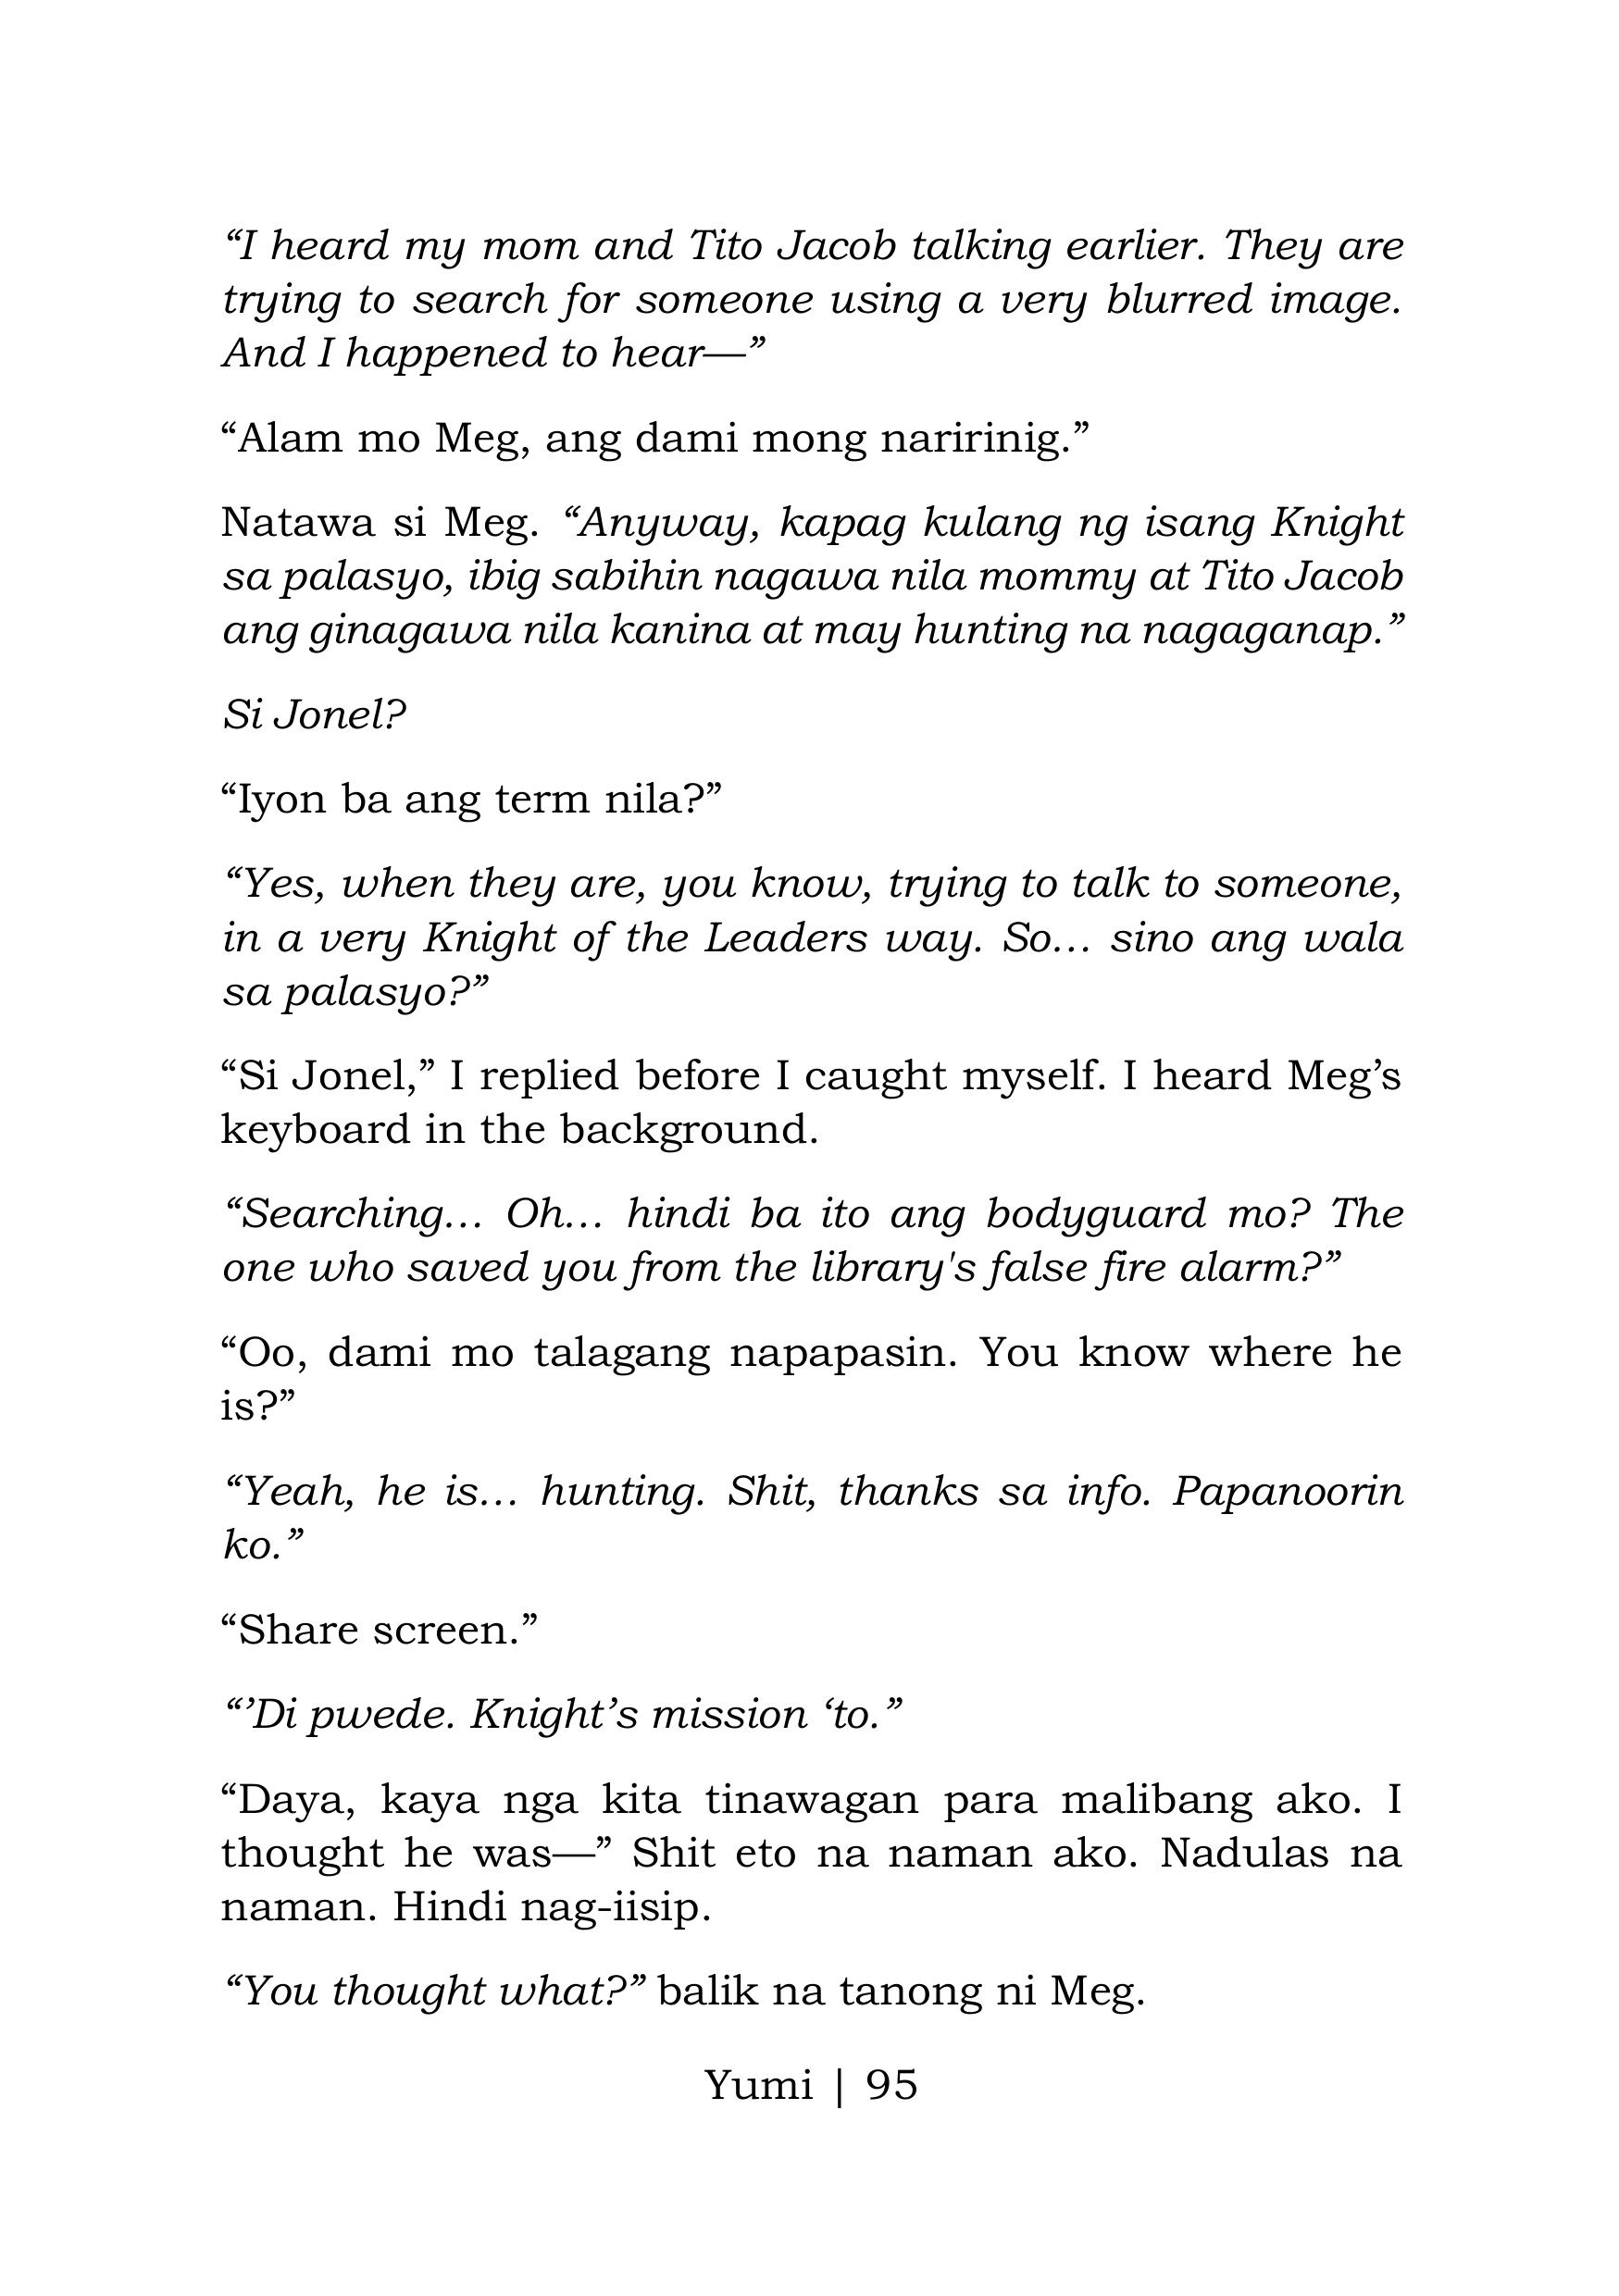 “I heard my mom and Tito Jacob talking earlier. They are
trying to search for someone using a very blurred image.
And I happened to hear—”
“Alam mo Meg, ang dami mong naririnig.”
Natawa si Meg. “Anyway, kapag kulang ng isang Knight
sa palasyo, ibig sabihin nagawa nila mommy at Tito Jacob
ang ginagawa nila kanina at may hunting na nagaganap.”
Si Jonel?
“Iyon ba ang term nila?”
“Yes, when they are, you know, trying to talk to someone,
in a very Knight of the Leaders way. So… sino ang wala
sa palasyo?”
“Si Jonel,” I replied before I caught myself. I heard Meg’s
keyboard in the background.
“Searching… Oh… hindi ba ito ang bodyguard mo? The
one who saved you from the library's false fire alarm?”
“Oo, dami mo talagang napapasin. You know where he
is?”
“Yeah, he is… hunting. Shit, thanks sa info. Papanoorin
ko.”
“Share screen.”
“’Di pwede. Knight’s mission ‘to.”
“Daya, kaya nga kita tinawagan para malibang ako. I
thought he was—” Shit eto na naman ako. Nadulas na
naman. Hindi nag-iisip.
“You thought what?” balik na tanong ni Meg.
Yumi | 95